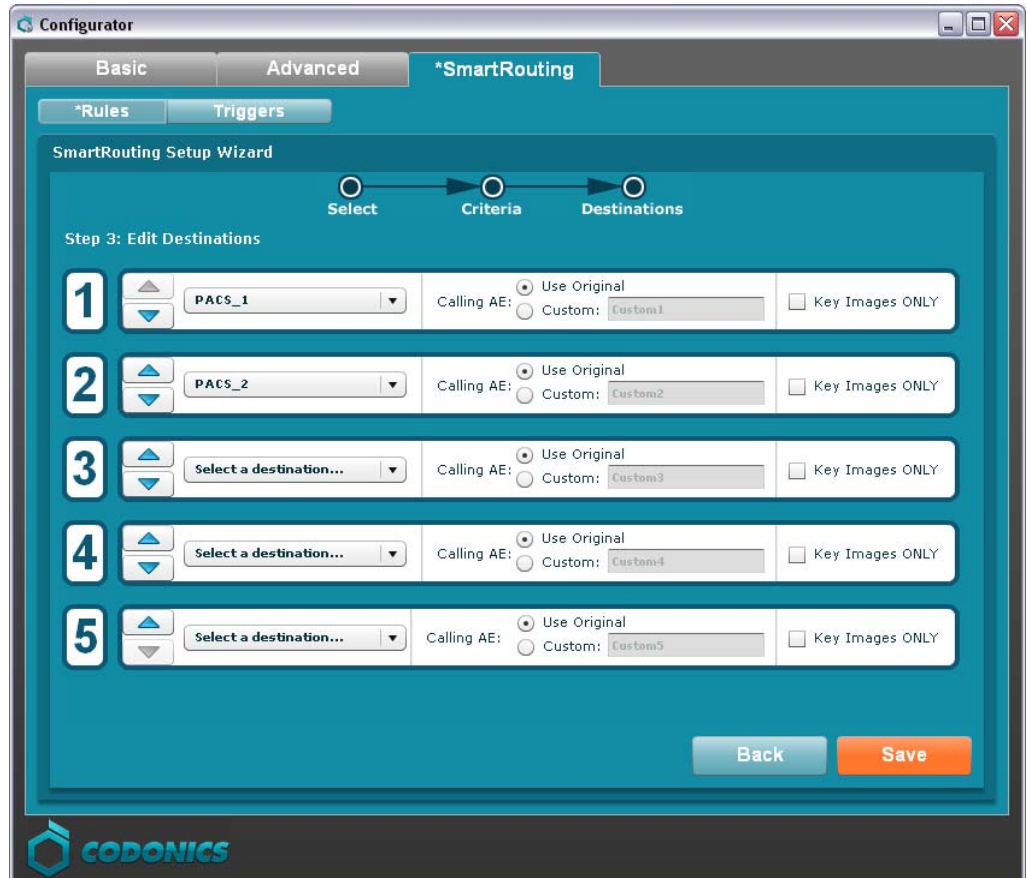 Configurator
Basic Advanced *SmartRouting
*Rules Triggers
SmartRouting Setup Wizard
Select Criteria Destinations
Step 3: Edit Destinations
1 PACS_1 Calling AE: Use Original Key Images ONLY
Custom: Custom1
2 PACS_2 Calling AE: Use Original Key Images ONLY
Custom: Custom2
3 Select a destination... Calling AE: Use Original Key Images ONLY
Custom: Custom3
4 Select a destination... Calling AE: Use Original Key Images ONLY
Custom: Custom4
5 Select a destination... Calling AE: Use Original Key Images ONLY
Custom: Custom5
Back Save
CODONICS